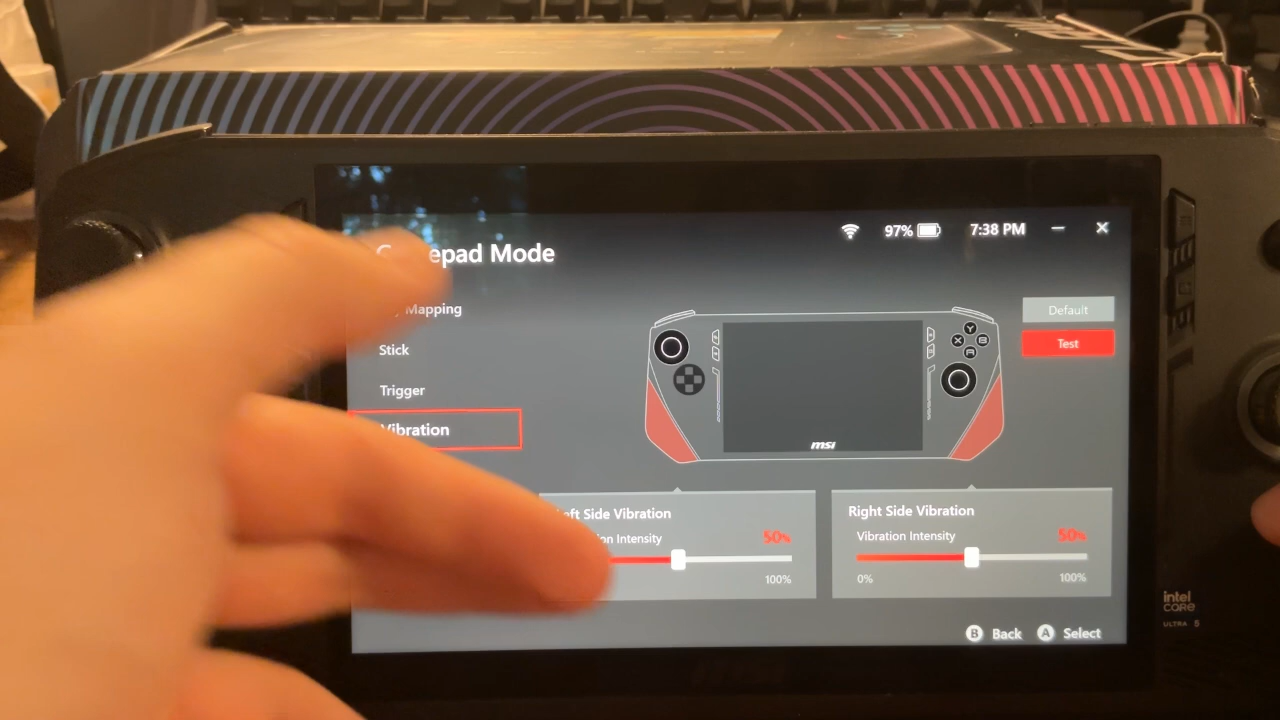 97%
7:38 PM
epad Mode
Mapping
Stick
Trigger
Vibration
Default
Test
Y
X
B
A
msi
Left Side Vibration
on Intensity
50%
100%
Right Side Vibration
Vibration Intensity
50%
0%
100%
B Back
A Select
intel
CORE
ULTRA 5